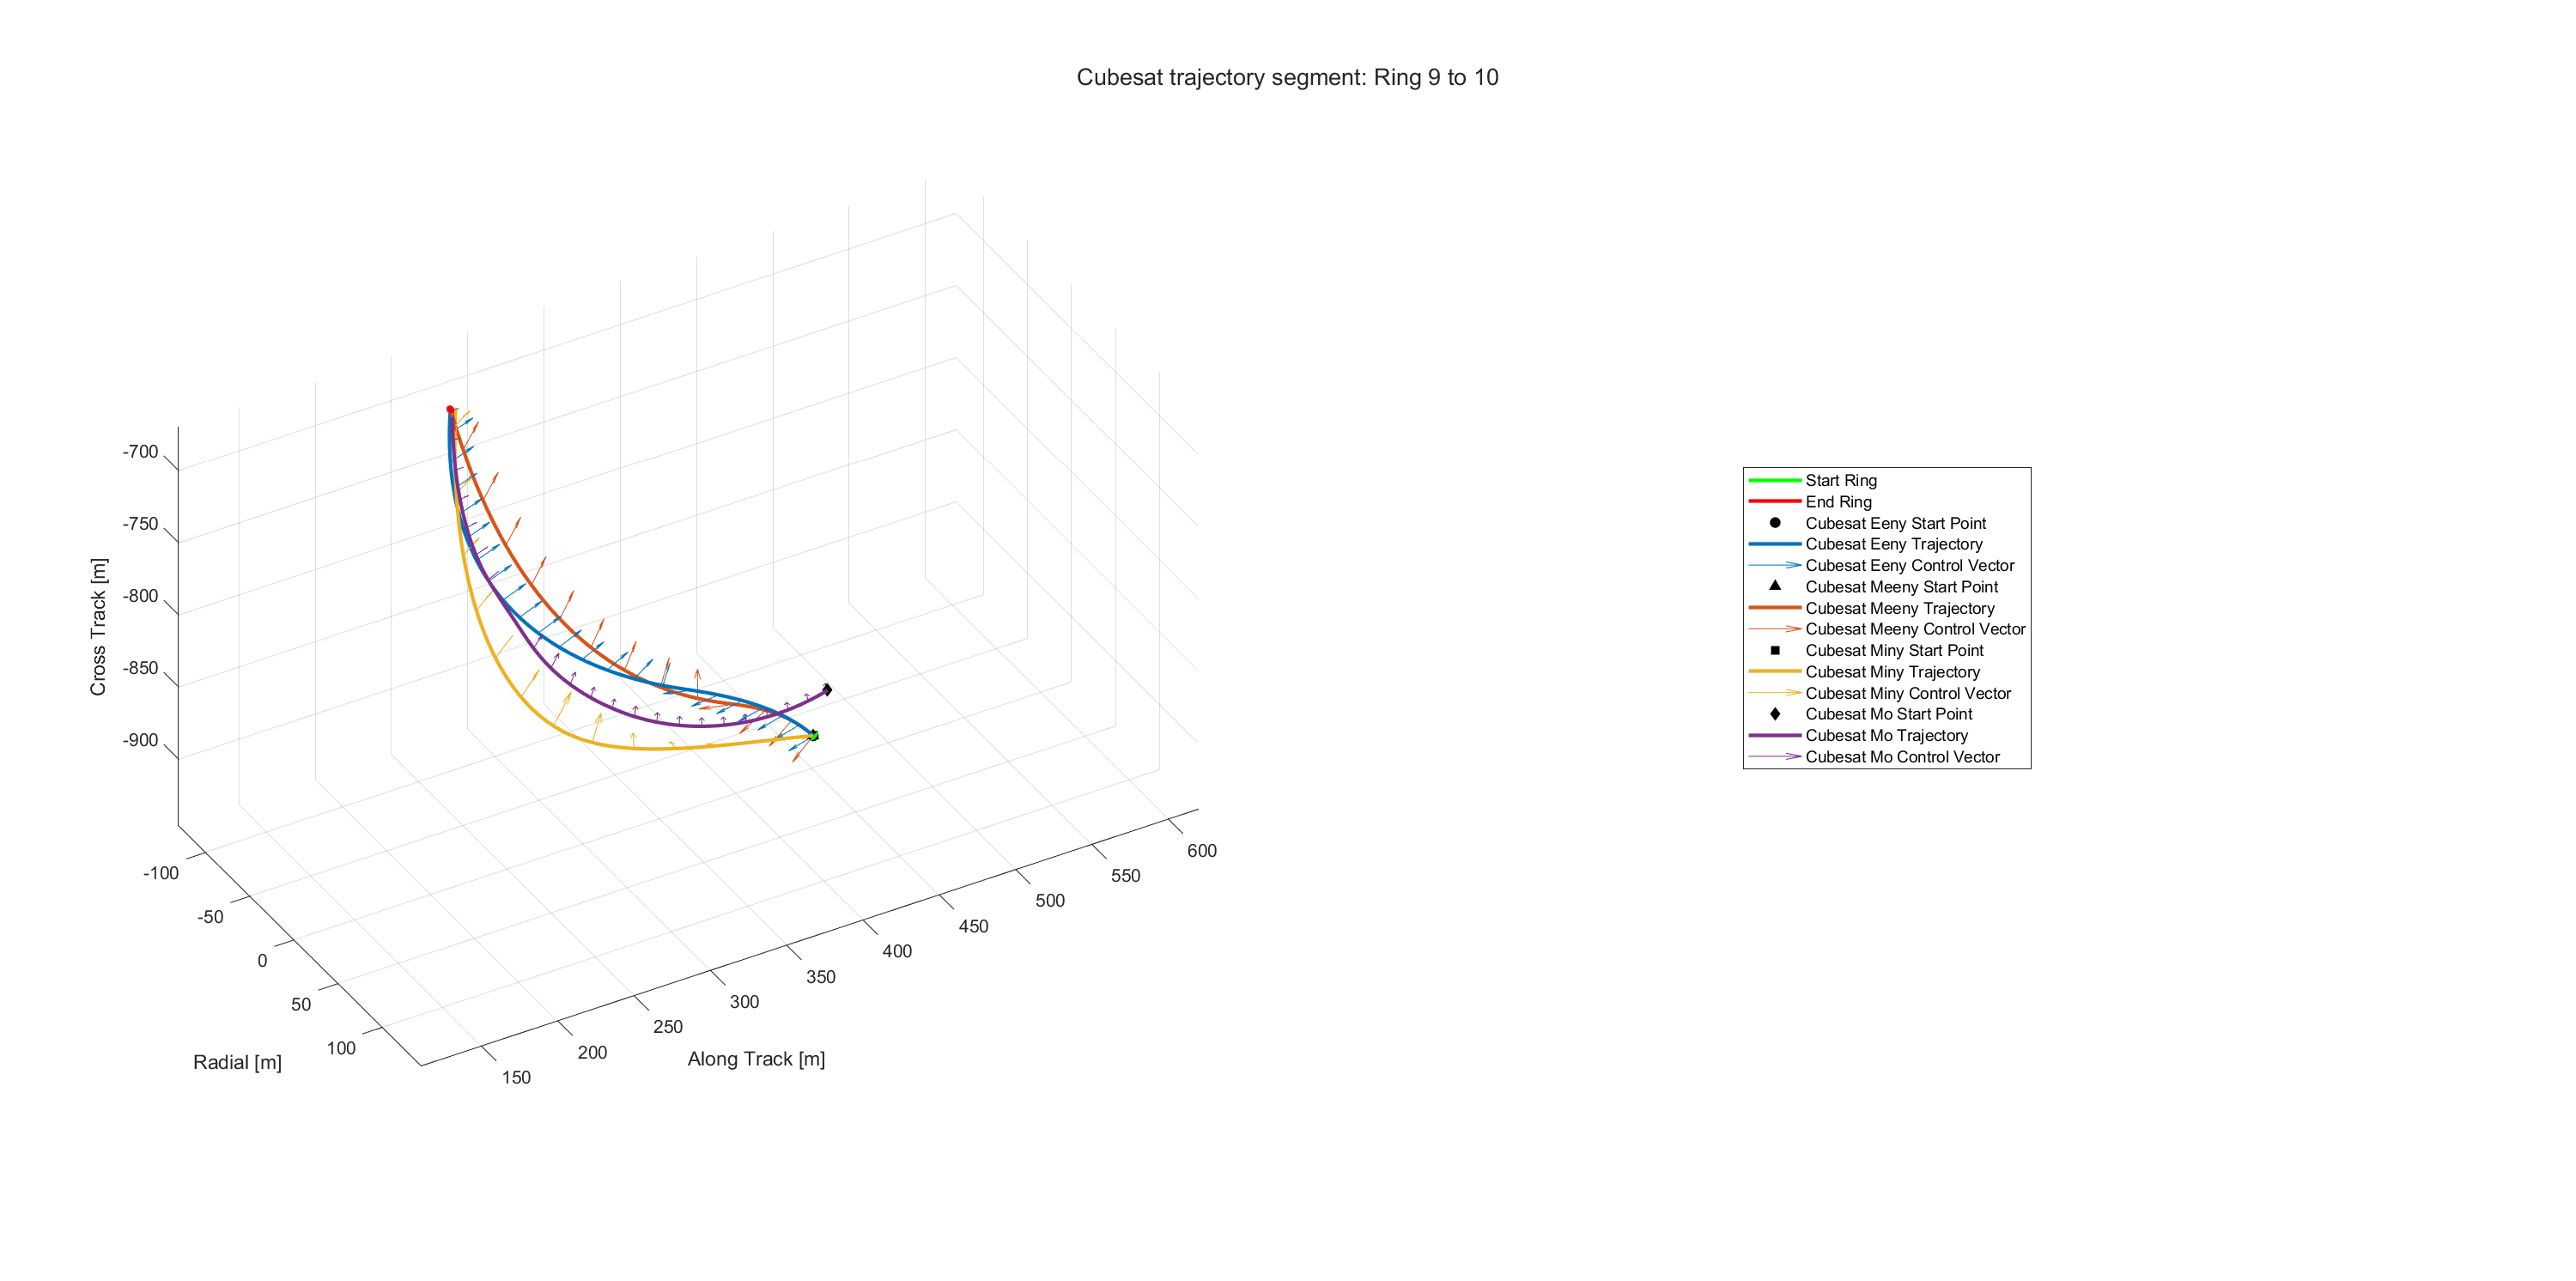 Cubesat trajectory segment: Ring 9 to 10
-700
-750
-800
-850
-900
Cross Track [m]
-100
-50
0
50
100
Radial [m]
150
200
250
300
350
400
450
500
550
600
Along Track [m]
Start Ring
End Ring
Cubesat Eeny Start Point
Cubesat Eeny Trajectory
Cubesat Eeny Control Vector
Cubesat Meeny Start Point
Cubesat Meeny Trajectory
Cubesat Meeny Control Vector
Cubesat Miny Start Point
Cubesat Miny Trajectory
Cubesat Miny Control Vector
Cubesat Mo Start Point
Cubesat Mo Trajectory
Cubesat Mo Control Vector